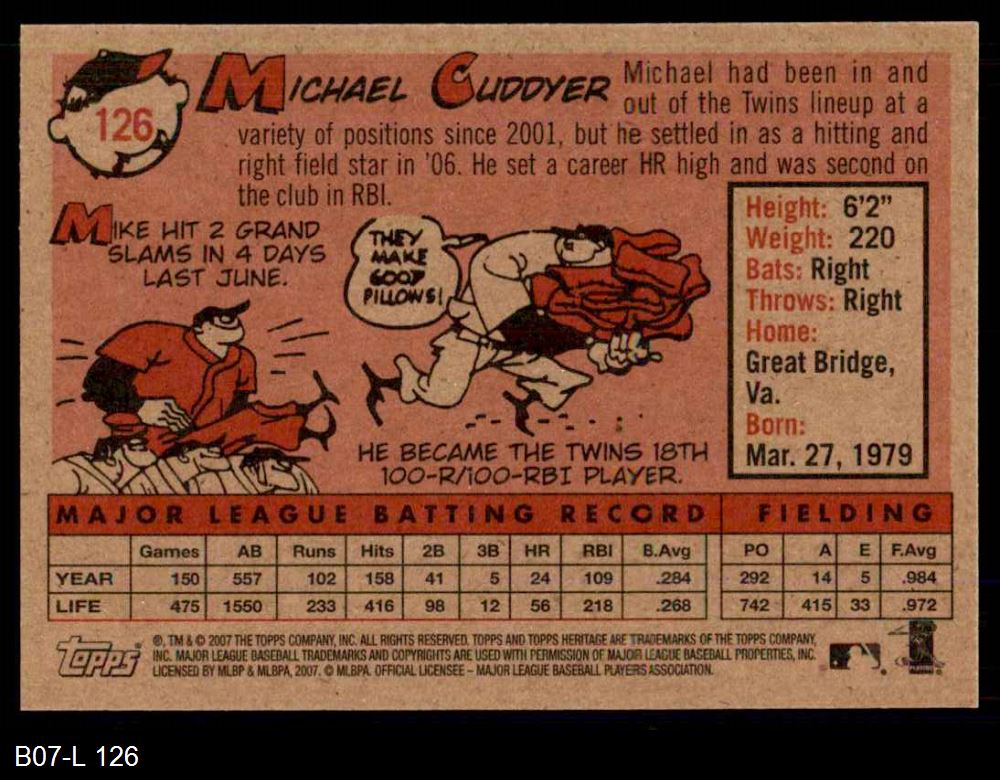 126
MICHAEL CUDDYER
Michael had been in and
out of the Twins lineup at a
variety of positions since 2001, but he settled in as a hitting and
right field star in '06. He set a career HR high and was second on
the club in RBI.
MIKE HIT 2 GRAND
SLAMS IN 4 DAYS
LAST JUNE.
THEY
MAKE
GOOD
PILLOWS!
HE BECAME THE TWINS 18TH
100-R/100-RBI PLAYER.
Height: 6'2"
Weight: 220
Bats: Right
Throws: Right
Home:
Great Bridge,
Va.
Born:
Mar. 27, 1979
MAJOR LEAGUE BATTING RECORD FIELDING
Games AB Runs Hits 2B 3B HR RBI B.Avg PO A E F.Avg
YEAR 150 557 102 158 41 5 24 109 .284 292 14 5 .984
LIFE 475 1550 233 416 98 12 56 218 .268 742 415 33 .972
Topps
®, TM & © 2007 THE TOPPS COMPANY, INC. ALL RIGHTS RESERVED. TOPPS AND TOPPS HERITAGE ARE TRADEMARKS OF THE TOPPS COMPANY,
INC. MAJOR LEAGUE BASEBALL TRADEMARKS AND COPYRIGHTS ARE USED WITH PERMISSION OF MAJOR LEAGUE BASEBALL PROPERTIES, INC.
LICENSED BY MLBP & MLBPA, 2007. © MLBPA. OFFICIAL LICENSEE – MAJOR LEAGUE BASEBALL PLAYERS ASSOCIATION.
B07-L 126